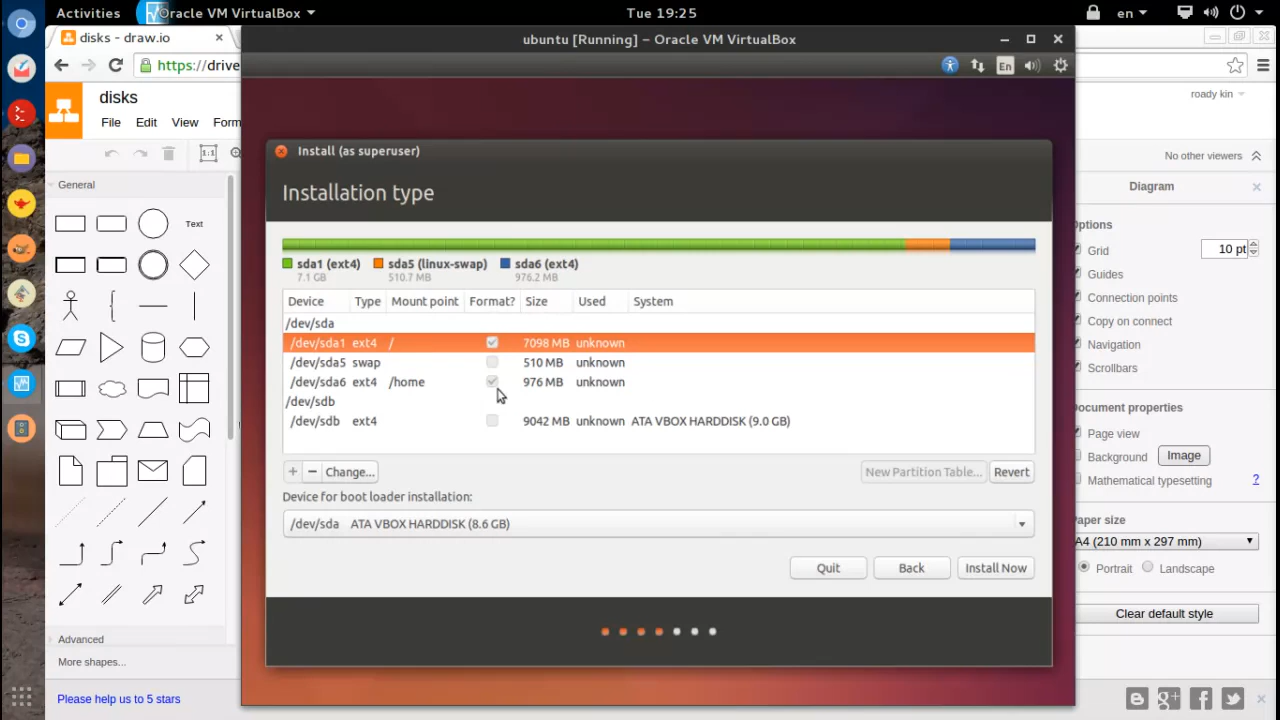 Activities Oracle VM VirtualBox Tue 19:25 en
disks - draw.io
https://drive
disks
File Edit View Form
1:1
General
Text
Advanced
More shapes...
Please help us to 5 stars
ubuntu [Running] – Oracle VM VirtualBox
En
Install (as superuser)
Installation type
sda1 (ext4) sda5 (linux-swap) sda6 (ext4)
7.1 GB 510.7 MB 976.2 MB
Device Type Mount point Format? Size Used System
/dev/sda
/dev/sda1 ext4 / 7098 MB unknown
/dev/sda5 swap 510 MB unknown
/dev/sda6 ext4 /home 976 MB unknown
/dev/sdb
/dev/sdb ext4 9042 MB unknown ATA VBOX HARDDISK (9.0 GB)
+ − Change... New Partition Table... Revert
Device for boot loader installation:
/dev/sda ATA VBOX HARDDISK (8.6 GB)
Quit Back Install Now
roady kin
No other viewers
Diagram
Options
Grid 10 pt
Guides
Connection points
Copy on connect
Navigation
Scrollbars
Document properties
Page view
Background Image
Mathematical typesetting ?
Paper size
A4 (210 mm x 297 mm)
Portrait Landscape
Clear default style